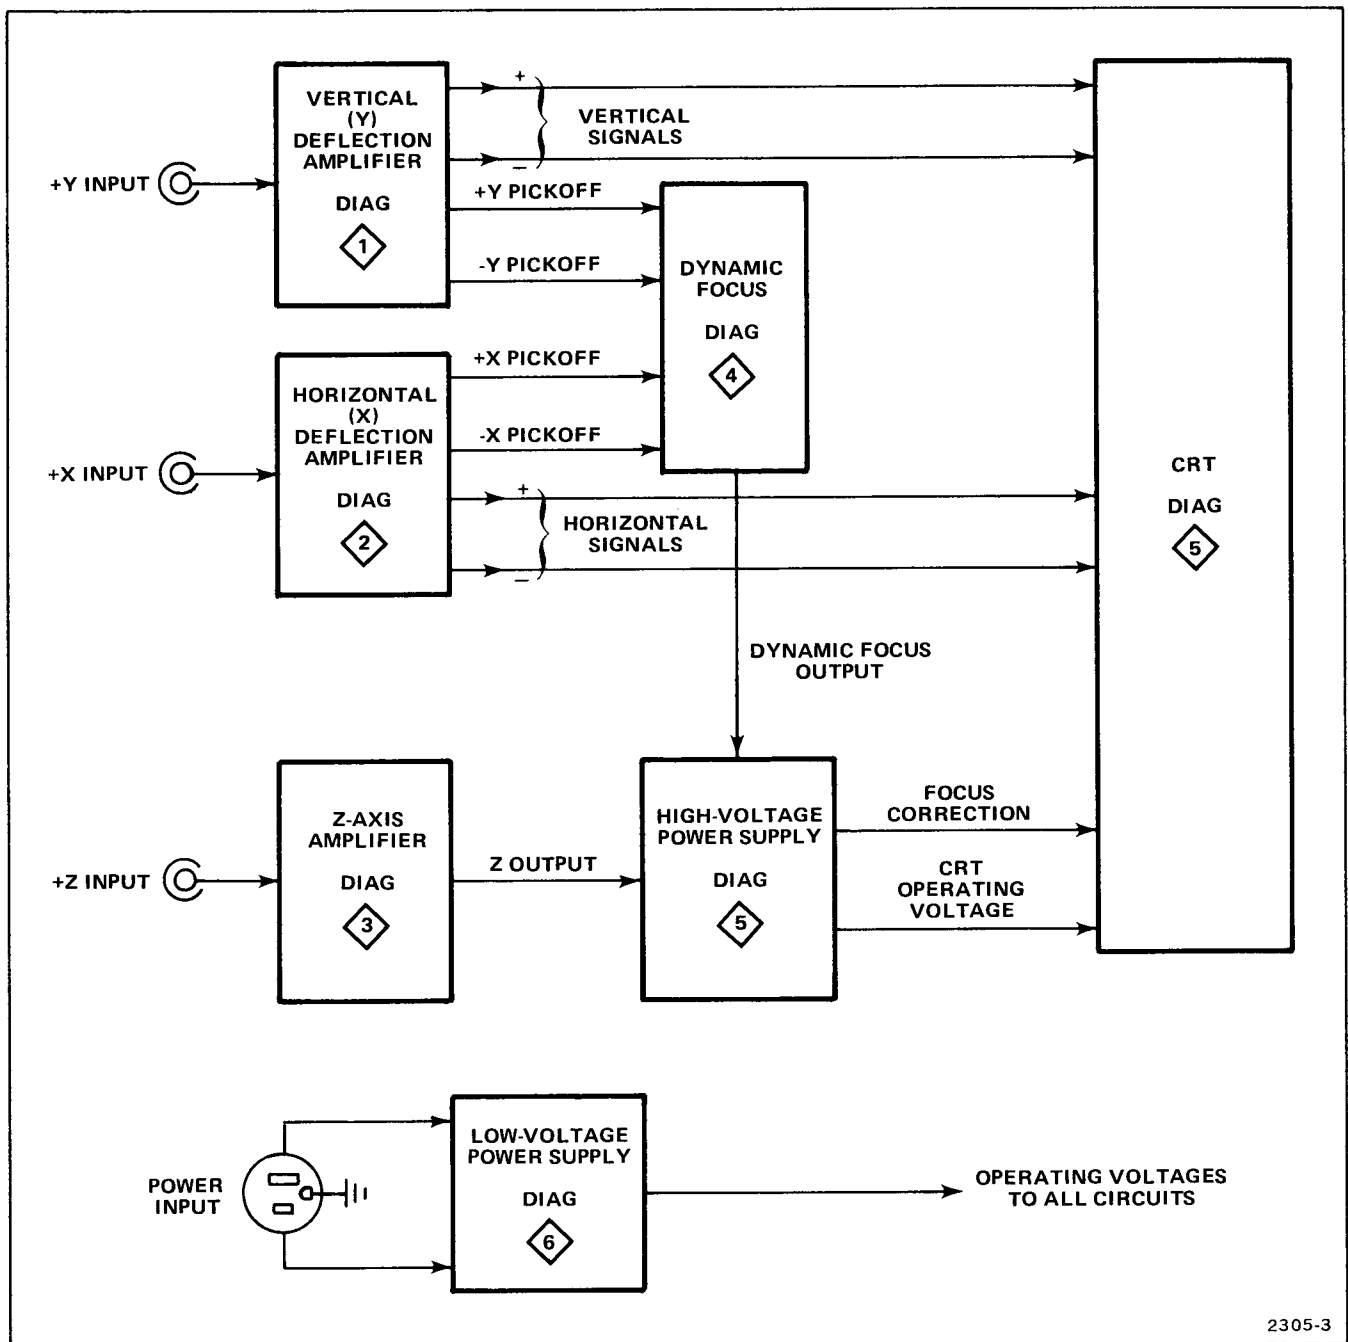 VERTICAL
(Y)
DEFLECTION
AMPLIFIER
DIAG
1
+Y INPUT
+
−
VERTICAL
SIGNALS
+Y PICKOFF
-Y PICKOFF
DYNAMIC
FOCUS
DIAG
4
HORIZONTAL
(X)
DEFLECTION
AMPLIFIER
DIAG
2
+X INPUT
+X PICKOFF
-X PICKOFF
+
−
HORIZONTAL
SIGNALS
CRT
DIAG
5
DYNAMIC FOCUS
OUTPUT
+Z INPUT
Z-AXIS
AMPLIFIER
DIAG
3
Z OUTPUT
HIGH-VOLTAGE
POWER SUPPLY
DIAG
5
FOCUS
CORRECTION
CRT
OPERATING
VOLTAGE
POWER
INPUT
LOW-VOLTAGE
POWER SUPPLY
DIAG
6
OPERATING VOLTAGES
TO ALL CIRCUITS
2305-3